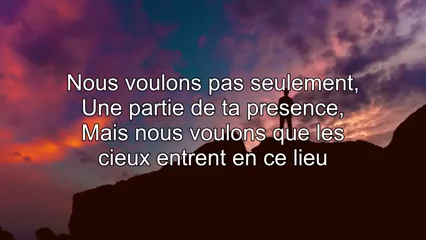 Nous voulons pas seulement,
Une partie de ta presence,
Mais nous voulons que les
cieux entrent en ce lieu